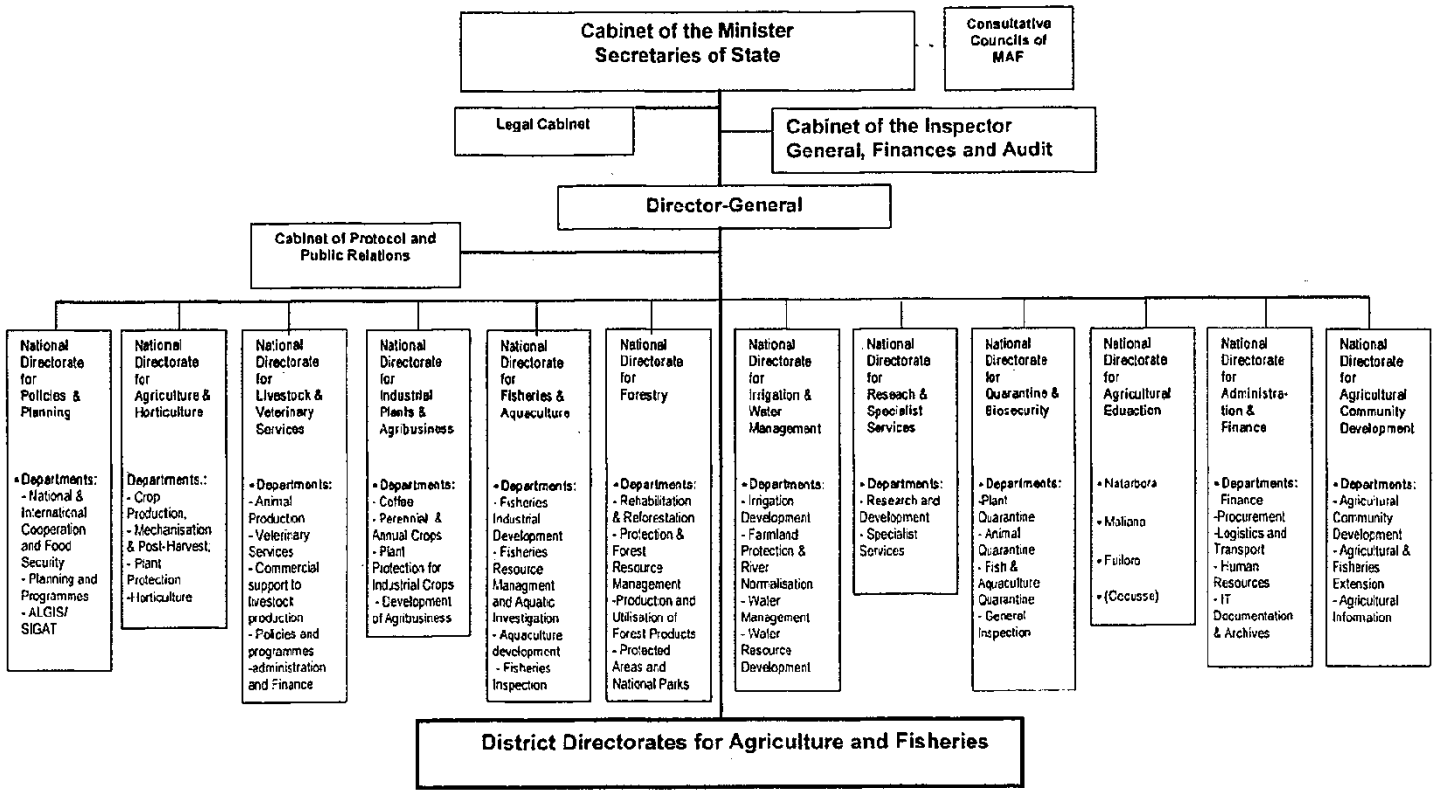 Cabinet of the Minister
Secretaries of State
Consultative
Councils of
MAF
Legal Cabinet
Cabinet of the Inspector
General, Finances and Audit
Director-General
Cabinet of Protocol and
Public Relations
National
Directorate
for
Policies &
Planning
• Departments:
- National &
International
Cooperation
and Food
Security
- Planning and
Programmes
- ALGIS/
SIGAT
National
Directorate
for
Agriculture &
Horticulture
Departments.:
- Crop
Production,
- Mechanisation
& Post-Harvest;
- Plant
Protection
-Horticulture
National
Directorate
for
Livestock &
Veterinary
Services
• Departments:
- Animal
Production
- Veterinary
Services
- Commercial
support to
livestock
production
- Policies and
programmes
-administration
and Finance
National
Directorate
for
Industrial
Plants &
Agribusiness
• Departments:
- Coffee
- Perennial &
Annual Crops
- Plant
Protection for
Industrial Crops
- Development
of Agribusiness
National
Directorate
for
Fisheries &
Aquaculture
• Departments:
- Fisheries
Industrial
Development
- Fisheries
Resource
Managment
and Aquatic
Investigation
- Aquaculture
development
- Fisheries
Inspection
National
Directorate
for
Forestry
• Departments:
- Rehabilitation
& Reforestation
- Protection &
Forest
Resource
Management
-Production and
Utilisation of
Forest Products
- Protected
Areas and
National Parks
National
Directorate
for
Irrigation &
Water
Management
• Departments:
- Irrigation
Development
- Farmland
Protection &
River
Normalisation
- Water
Management
- Water
Resource
Development
National
Directorate
for
Reseach &
Specialist
Services
• Departments:
- Research and
Development
- Specialist
Services
National
Directorate
for
Quarantine &
Biosecurity
Departments:
-Plant
Quarantine
- Animal
Quarantine
- Fish &
Aquaculture
Quarantine
- General
Inspection
National
Directorate
for
Agricultural
Eduaction
• Natarbora
• Maliana
• Fuiloro
• (Oecusse)
National
Directorate
for
Administra-
tion &
Finance
• Departments:
Finance
-Procurement
-Logistics and
Transport
- Human
Resources
- IT
Documentation
& Archives
National
Directorate
for
Agricultural
Community
Development
• Departments:
- Agricultural
Community
Development
- Agricultural &
Fisheries
Extension
- Agricultural
Information
District Directorates for Agriculture and Fisheries